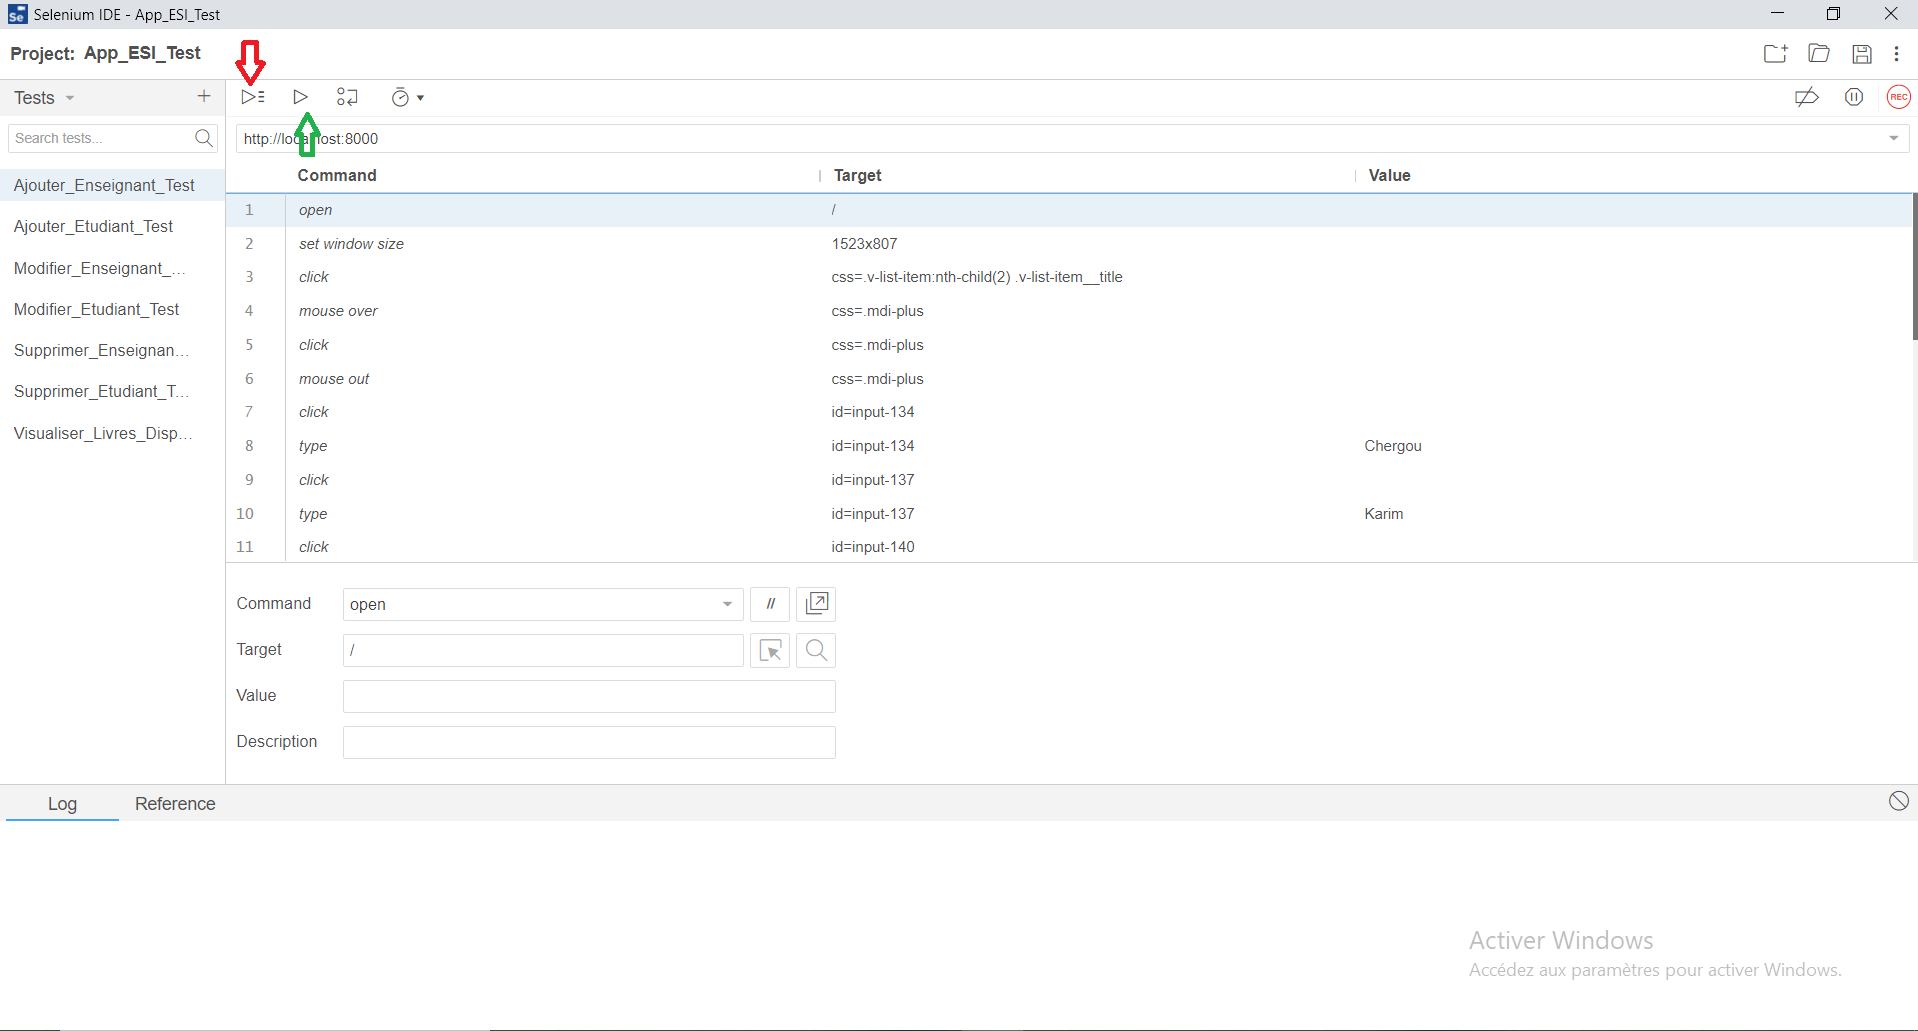 Selenium IDE - App_ESI_Test
Project: App_ESI_Test
Tests
Search tests...
http://loca ost:8000
Command Target Value
Ajouter_Enseignant_Test
Ajouter_Etudiant_Test
Modifier_Enseignant_...
Modifier_Etudiant_Test
Supprimer_Enseignan...
Supprimer_Etudiant_T...
Visualiser_Livres_Disp...
1 open /
2 set window size 1523x807
3 click css=.v-list-item:nth-child(2) .v-list-item__title
4 mouse over css=.mdi-plus
5 click css=.mdi-plus
6 mouse out css=.mdi-plus
7 click id=input-134
8 type id=input-134 Chergou
9 click id=input-137
10 type id=input-137 Karim
11 click id=input-140
REC
Command open //
Target /
Value
Description
Log Reference
Activer Windows
Accédez aux paramètres pour activer Windows.